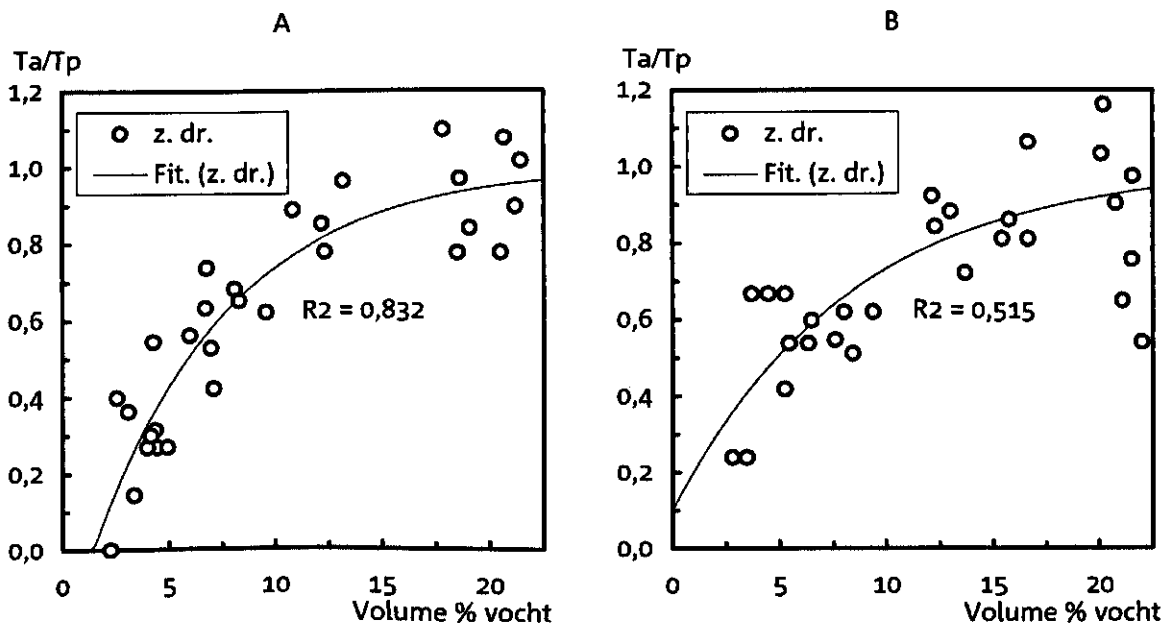 A
Ta/Tp
1,2
1,0
0,8
0,6
0,4
0,2
0,0
z. dr.
Fit. (z. dr.)
R2 = 0,832
0 5 10 15 20
Volume % vocht
B
Ta/Tp
1,2
1,0
0,8
0,6
0,4
0,2
0,0
z. dr.
Fit. (z. dr.)
R2 = 0,515
0 5 10 15 20
Volume % vocht